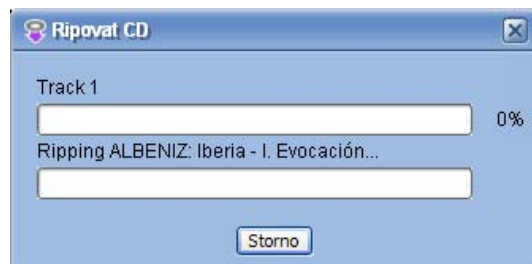 Ripovat CD
Track 1
0%
Ripping ALBENIZ: Iberia - I. Evocación...
Storno